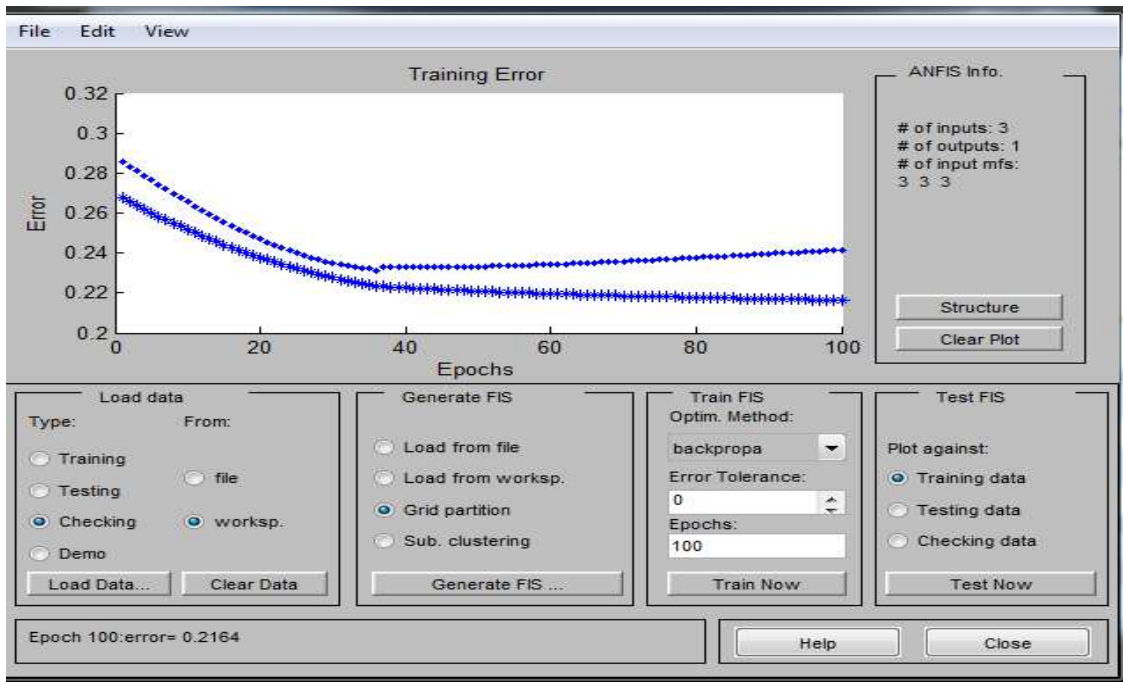 File Edit View
Training Error
0.32
0.3
0.28
0.26
0.24
0.22
0.2
Error
0 20 40 60 80 100
Epochs
ANFIS Info.
# of inputs: 3
# of outputs: 1
# of input mfs:
3 3 3
Structure
Clear Plot
Load data
Type: From:
Training
Testing
Checking
Demo
file
worksp.
Load Data...
Clear Data
Generate FIS
Load from file
Load from worksp.
Grid partition
Sub. clustering
Generate FIS ...
Train FIS
Optim. Method:
backpropa
Error Tolerance:
0
Epochs:
100
Train Now
Test FIS
Plot against:
Training data
Testing data
Checking data
Test Now
Epoch 100:error= 0.2164
Help
Close